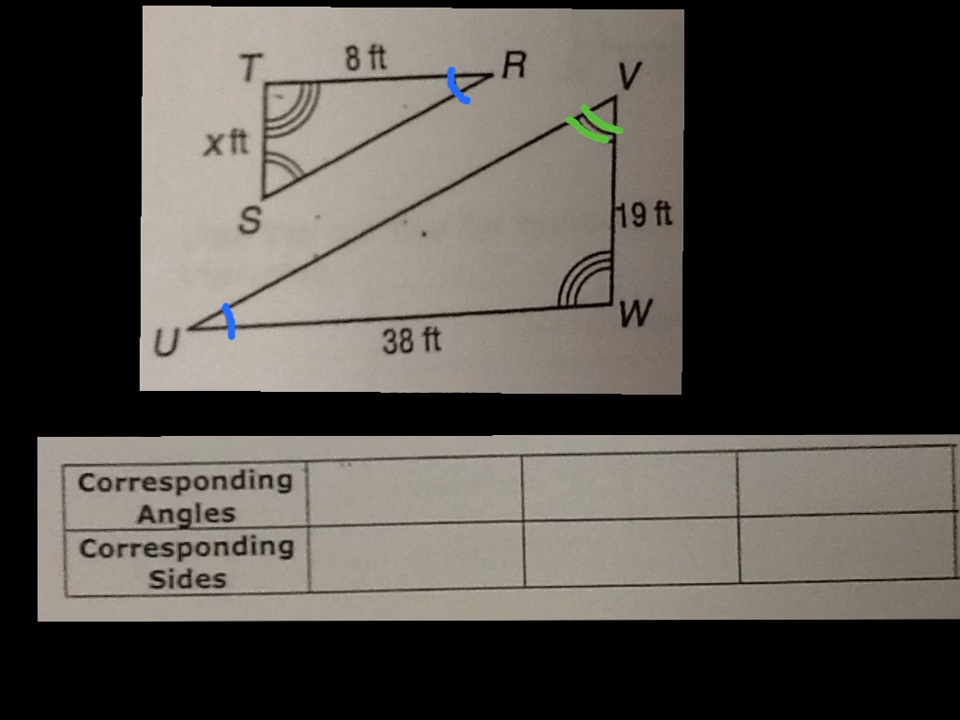 T 8 ft R
V
x ft
S
19 ft
U 38 ft W
Corresponding
Angles
Corresponding
Sides